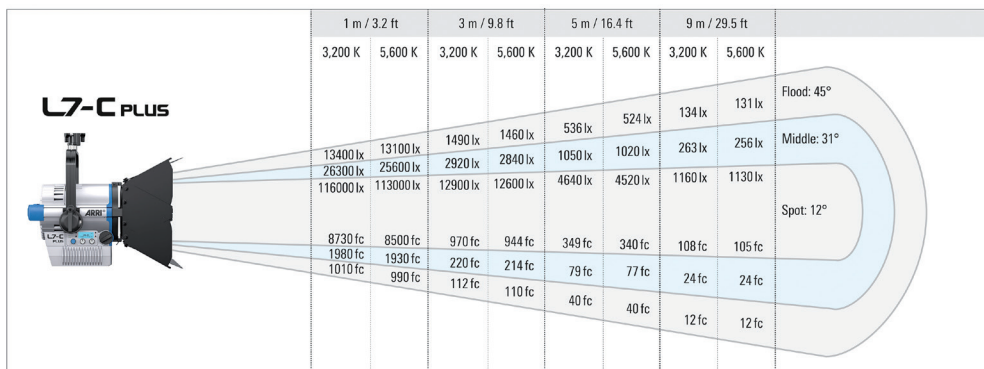 1 m / 3.2 ft 3 m / 9.8 ft 5 m / 16.4 ft 9 m / 29.5 ft
3,200 K 5,600 K 3,200 K 5,600 K 3,200 K 5,600 K 3,200 K 5,600 K
L7-C PLUS
Flood: 45°
13400 lx 13100 lx 1490 lx 1460 lx 536 lx 524 lx 134 lx 131 lx
Middle: 31°
26300 lx 25600 lx 2920 lx 2840 lx 1050 lx 1020 lx 263 lx 256 lx
116000 lx 113000 lx 12900 lx 12600 lx 4640 lx 4520 lx 1160 lx 1130 lx
Spot: 12°
ARRI
L7-C
PLUS
8730 fc 8500 fc 970 fc 944 fc 349 fc 340 fc 108 fc 105 fc
1980 fc 1930 fc 220 fc 214 fc 79 fc 77 fc 24 fc 24 fc
1010 fc 990 fc 112 fc 110 fc 40 fc 40 fc 12 fc 12 fc